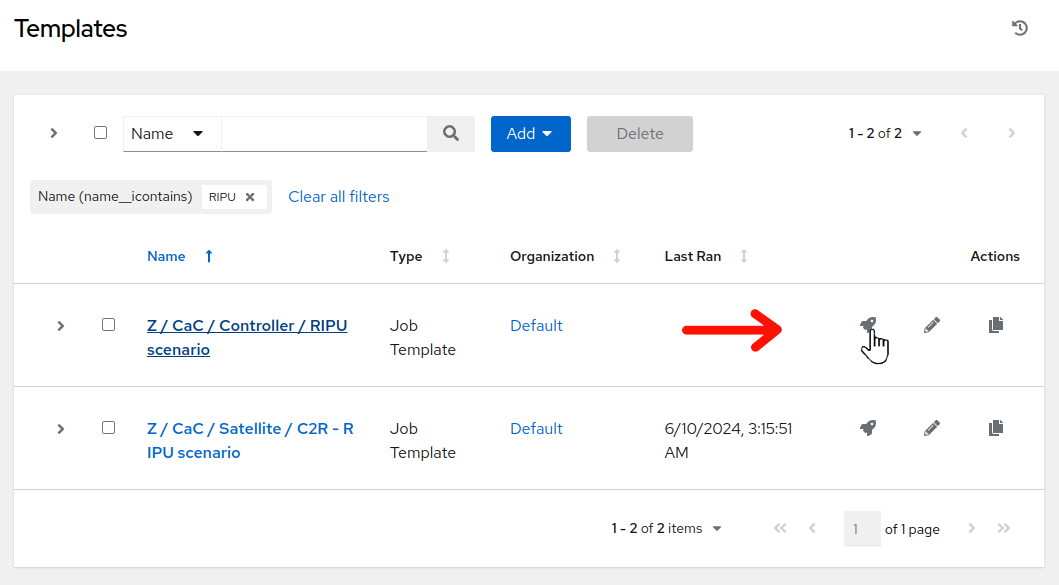 Templates
Name Add Delete 1 - 2 of 2
Name (name__icontains) RIPU Clear all filters
Name Type Organization Last Ran Actions
Z / CaC / Controller / RIPU Job Default
scenario Template
Z / CaC / Satellite / C2R - R Job Default 6/10/2024, 3:15:51
IPU scenario Template AM
1 - 2 of 2 items 1 of 1 page